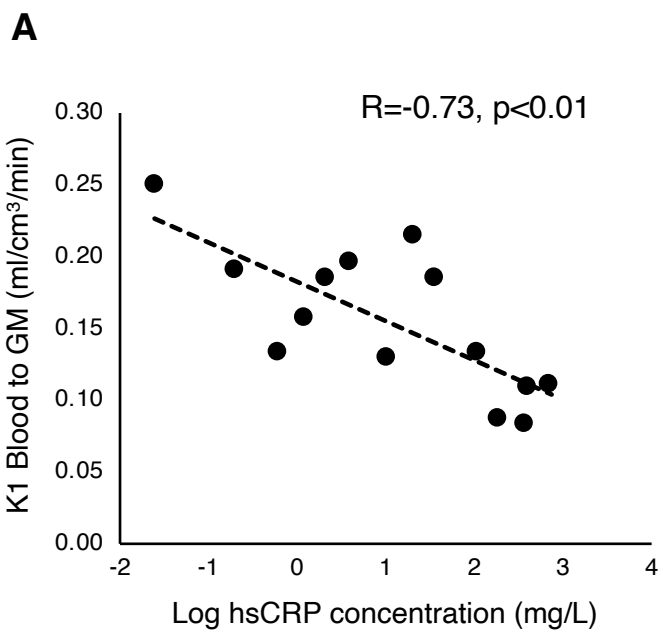 A
R=-0.73, p<0.01
K1 Blood to GM (ml/cm³/min)
0.30
0.25
0.20
0.15
0.10
0.05
0.00
-2 -1 0 1 2 3 4
Log hsCRP concentration (mg/L)